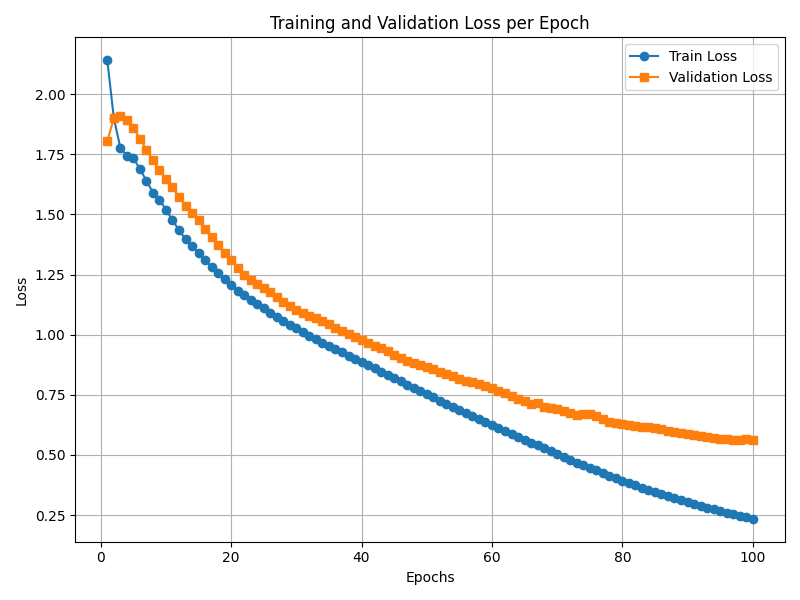 Training and Validation Loss per Epoch
Train Loss
Validation Loss
Loss
2.00
1.75
1.50
1.25
1.00
0.75
0.50
0.25
0 20 40 60 80 100
Epochs